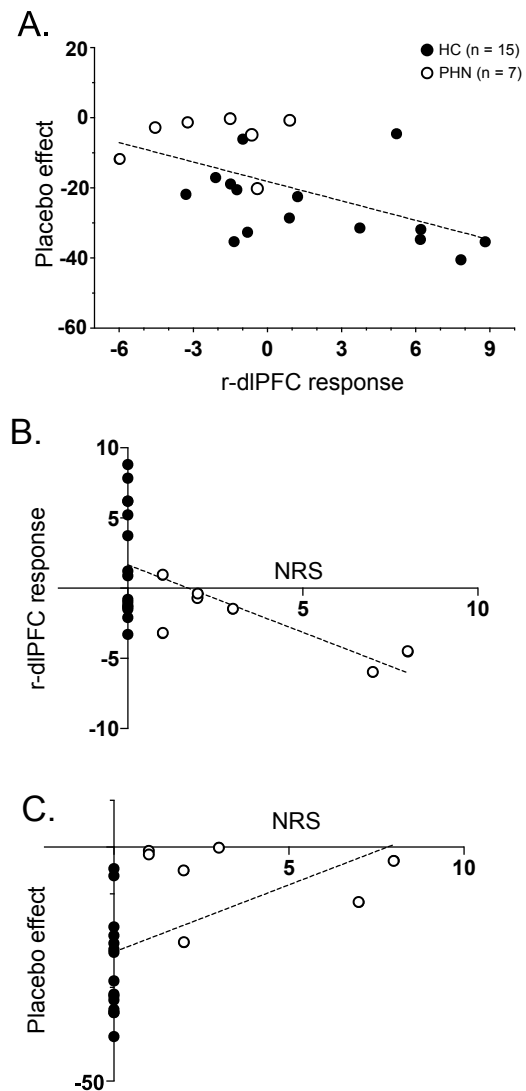 A.
HC (n = 15)
PHN (n = 7)
20
0
-20
-40
-60
Placebo effect
-6 -3 0 3 6 9
r-dlPFC response
B.
10
5
-5
-10
r-dlPFC response
NRS
5 10
C.
NRS
5 10
Placebo effect
-50